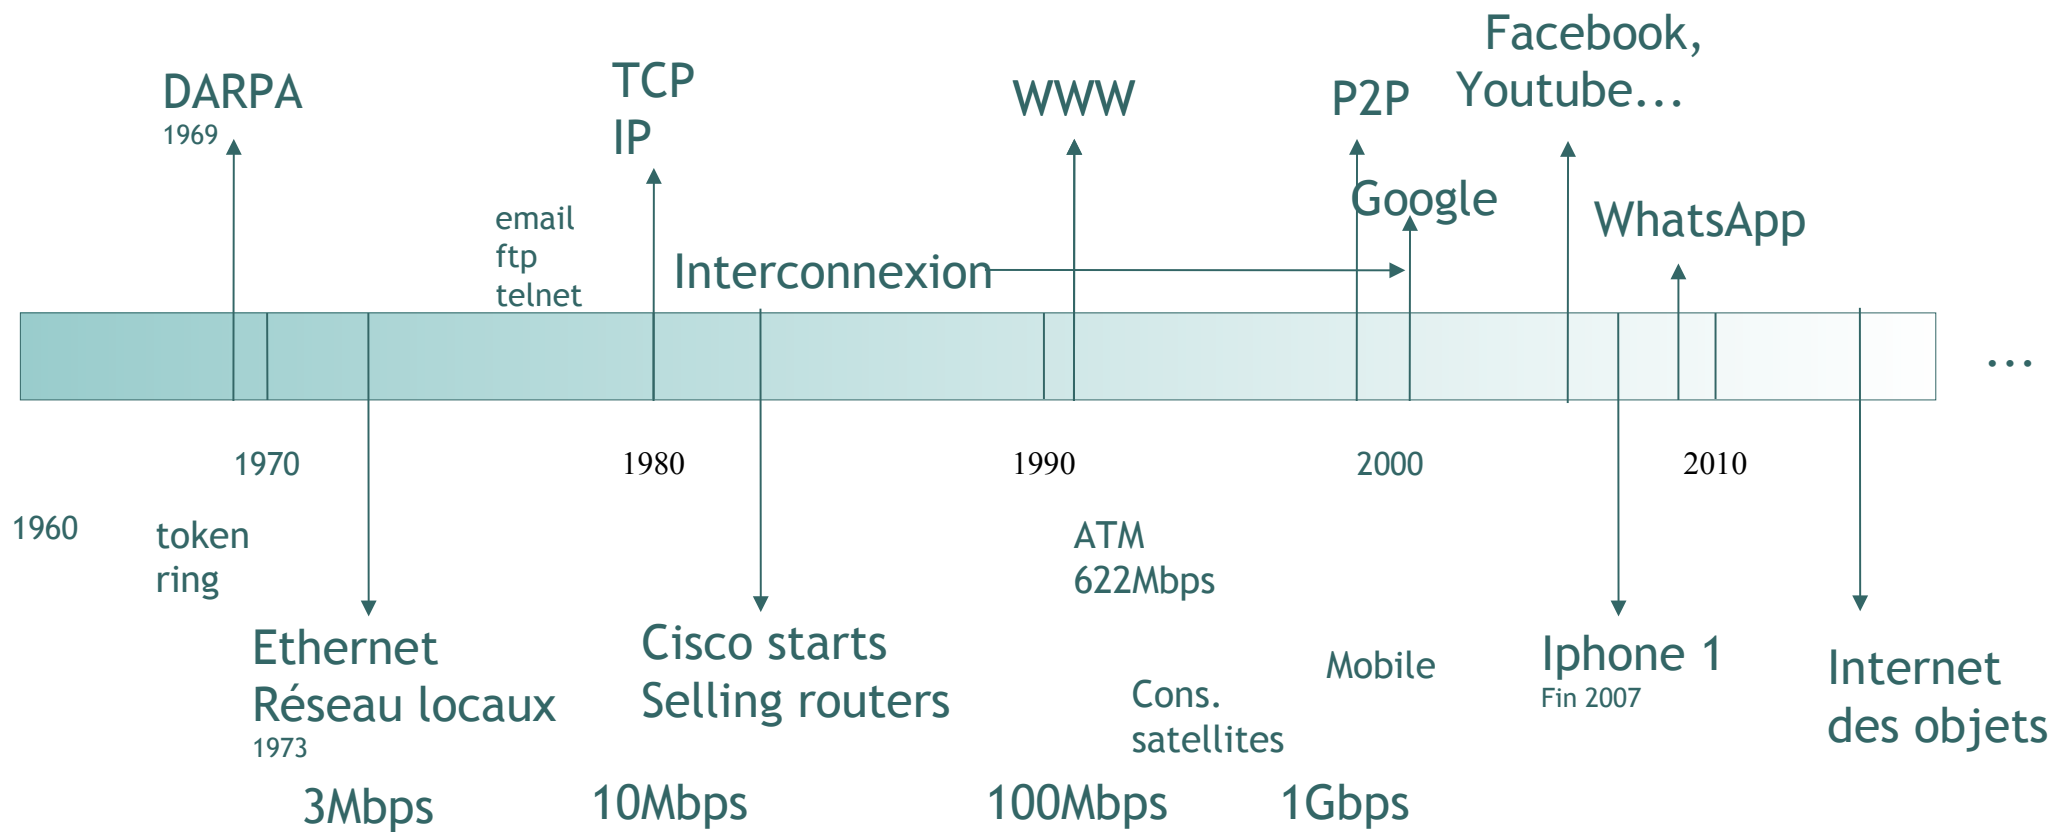 Facebook,
Youtube...
DARPA
1969
TCP
IP
WWW
P2P
Google
WhatsApp
email
ftp
telnet
Interconnexion
...
1970
1980
1990
2000
2010
1960
token
ring
ATM
622Mbps
Ethernet
Réseau locaux
1973
Cisco starts
Selling routers
Cons.
satellites
Mobile
Iphone 1
Fin 2007
Internet
des objets
3Mbps
10Mbps
100Mbps
1Gbps